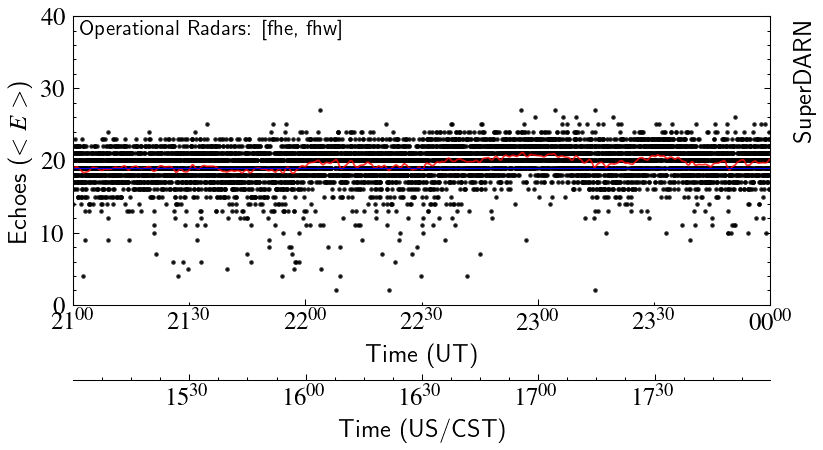 Operational Radars: [fhe, fhw]
SuperDARN
Echoes (< E >)
40
30
20
10
0
21⁰⁰ 21³⁰ 22⁰⁰ 22³⁰ 23⁰⁰ 23³⁰ 00⁰⁰
Time (UT)
15³⁰ 16⁰⁰ 16³⁰ 17⁰⁰ 17³⁰
Time (US/CST)